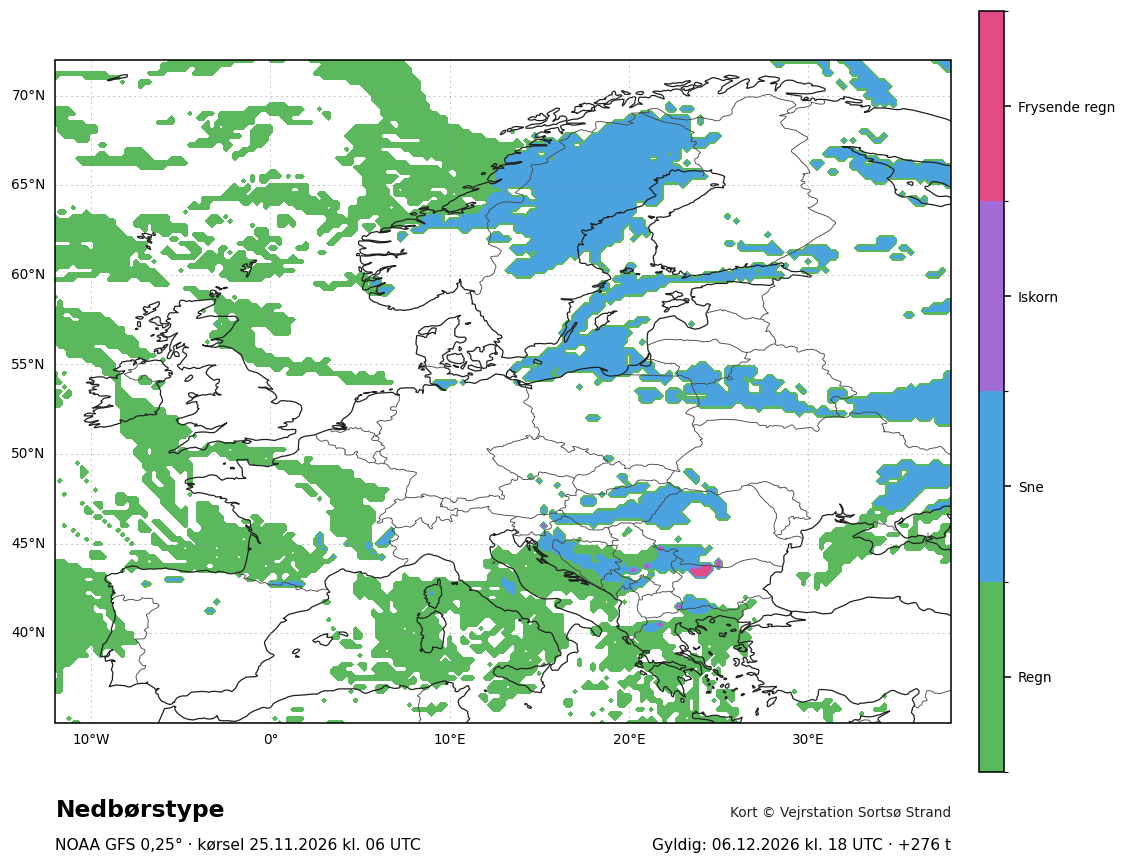 70°N
65°N
60°N
55°N
50°N
45°N
40°N
10°W
0°
10°E
20°E
30°E
Frysende regn
Iskorn
Sne
Regn
Nedbørstype
Kort © Vejrstation Sortsø Strand
NOAA GFS 0,25° · kørsel 25.11.2026 kl. 06 UTC
Gyldig: 06.12.2026 kl. 18 UTC · +276 t